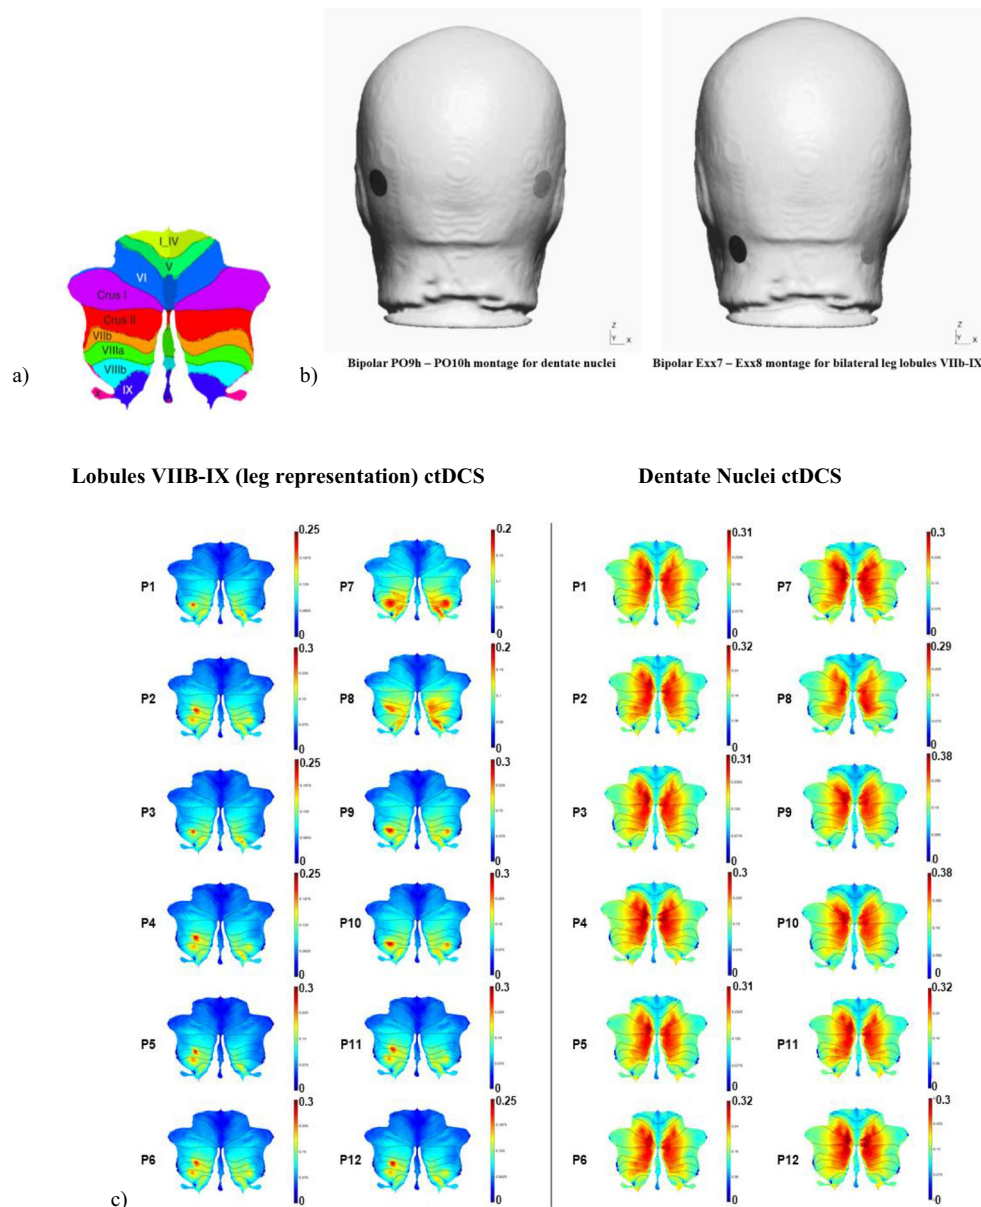 I_IV
V
VI
Crus I
Crus II
VIIb
VIIIa
VIIIb
IX
X
a)
Z
Y X
Bipolar PO9h – PO10h montage for dentate nuclei
b)
Z
Y X
Bipolar Exx7 – Exx8 montage for bilateral leg lobules VIIb-IX
Lobules VIIB-IX (leg representation) ctDCS
Dentate Nuclei ctDCS
P1
0.25
0
P7
0.2
0
P2
0.3
0
P8
0.2
0
P3
0.25
0
P9
0.3
0
P4
0.25
0
P10
0.3
0
P5
0.3
0
P11
0.3
0
P6
0.3
0
P12
0.25
0
P1
0.31
0
P7
0.3
0
P2
0.32
0
P8
0.29
0
P3
0.31
0
P9
0.38
0
P4
0.3
0
P10
0.38
0
P5
0.31
0
P11
0.32
0
P6
0.32
0
P12
0.3
0
c)